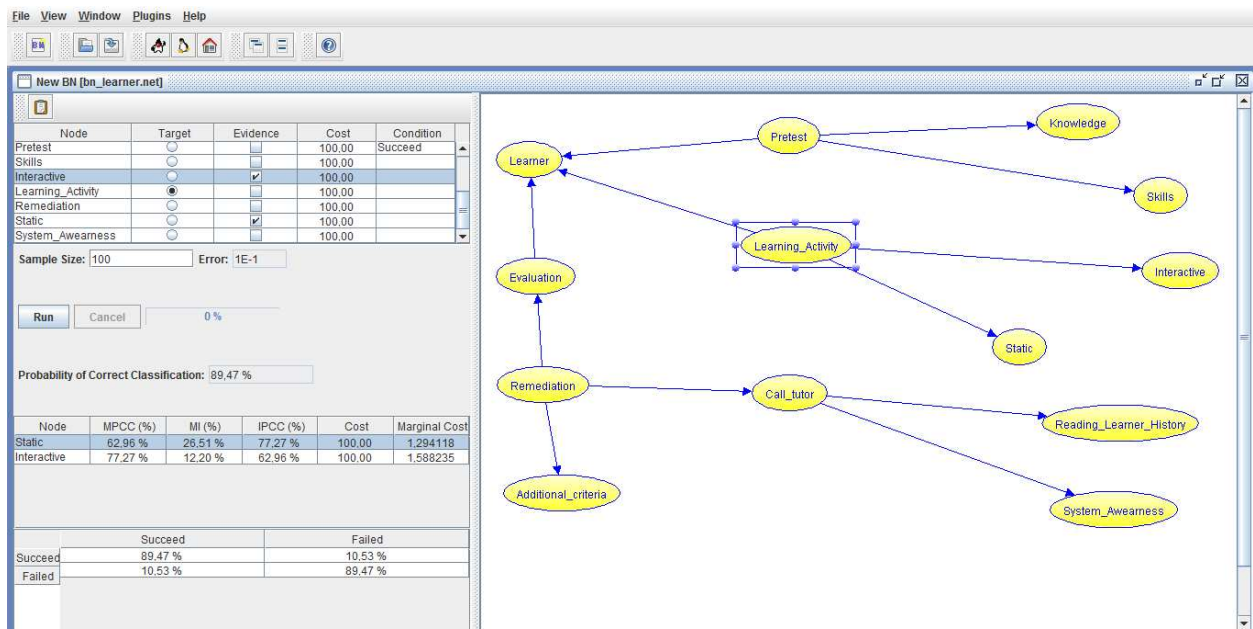 File View Window Plugins Help
BN
New BN [bn_learner.net]
Node Target Evidence Cost Condition
Pretest 100,00 Succeed
Skills 100,00
Interactive 100,00
Learning_Activity 100,00
Remediation 100,00
Static 100,00
System_Awearness 100,00
Sample Size: 100 Error: 1E-1
Run Cancel 0 %
Probability of Correct Classification: 89,47 %
Node MPCC (%) MI (%) IPCC (%) Cost Marginal Cost
Static 62,96 % 26,51 % 77,27 % 100,00 1,294118
Interactive 77,27 % 12,20 % 62,96 % 100,00 1,588235
Succeed Failed
Succeed 89,47 % 10,53 %
Failed 10,53 % 89,47 %
Knowledge
Pretest
Learner
Skills
Learning_Activity
Interactive
Evaluation
Static
Remediation
Call_tutor
Reading_Learner_History
Additional_criteria
System_Awearness